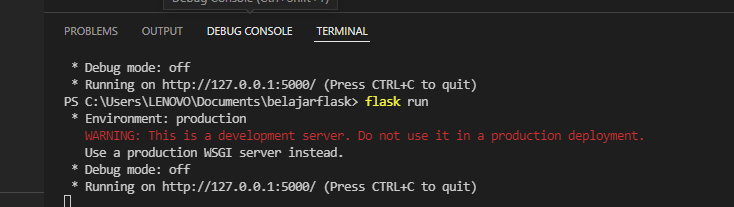 Debug Console (Ctrl+Shift+Y)
PROBLEMS OUTPUT DEBUG CONSOLE TERMINAL
* Debug mode: off
* Running on http://127.0.0.1:5000/ (Press CTRL+C to quit)
PS C:\Users\LENOVO\Documents\belajarflask> flask run
* Environment: production
WARNING: This is a development server. Do not use it in a production deployment.
Use a production WSGI server instead.
* Debug mode: off
* Running on http://127.0.0.1:5000/ (Press CTRL+C to quit)